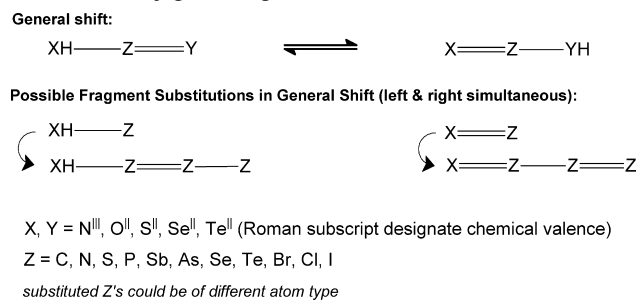 General shift:
XH—Z=Y ⇌ X=Z—YH
Possible Fragment Substitutions in General Shift (left & right simultaneous):
XH—Z X=Z
XH—Z=Z—Z X=Z—Z=Z
X, Y = Nᴵᴵᴵ, Oᴵᴵ, Sᴵᴵ, Seᴵᴵ, Teᴵᴵ (Roman subscript designate chemical valence)
Z = C, N, S, P, Sb, As, Se, Te, Br, Cl, I
substituted Z's could be of different atom type